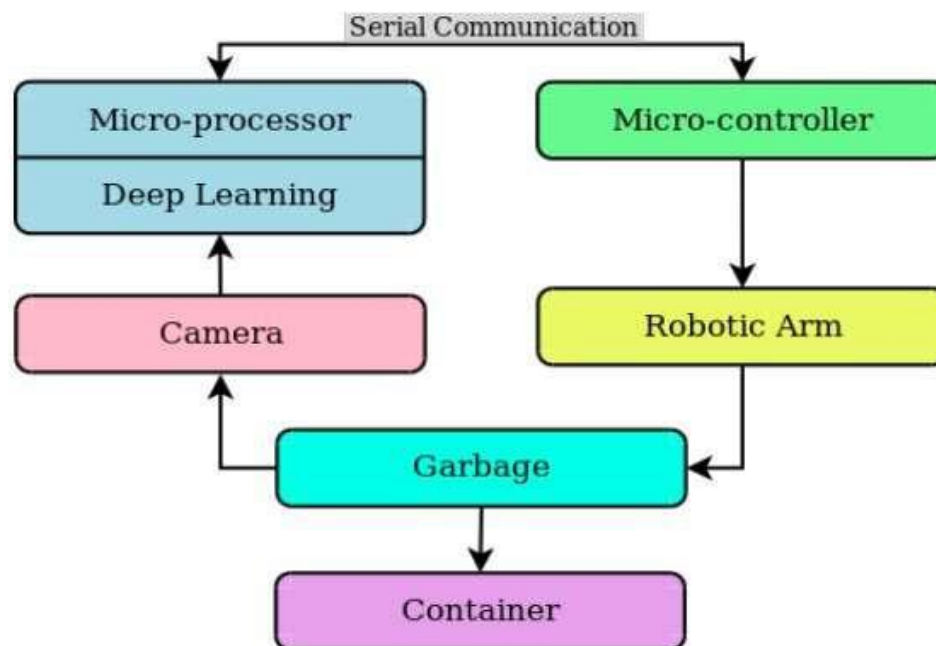 Serial Communication
Micro-processor
Micro-controller
Deep Learning
Camera
Robotic Arm
Garbage
Container